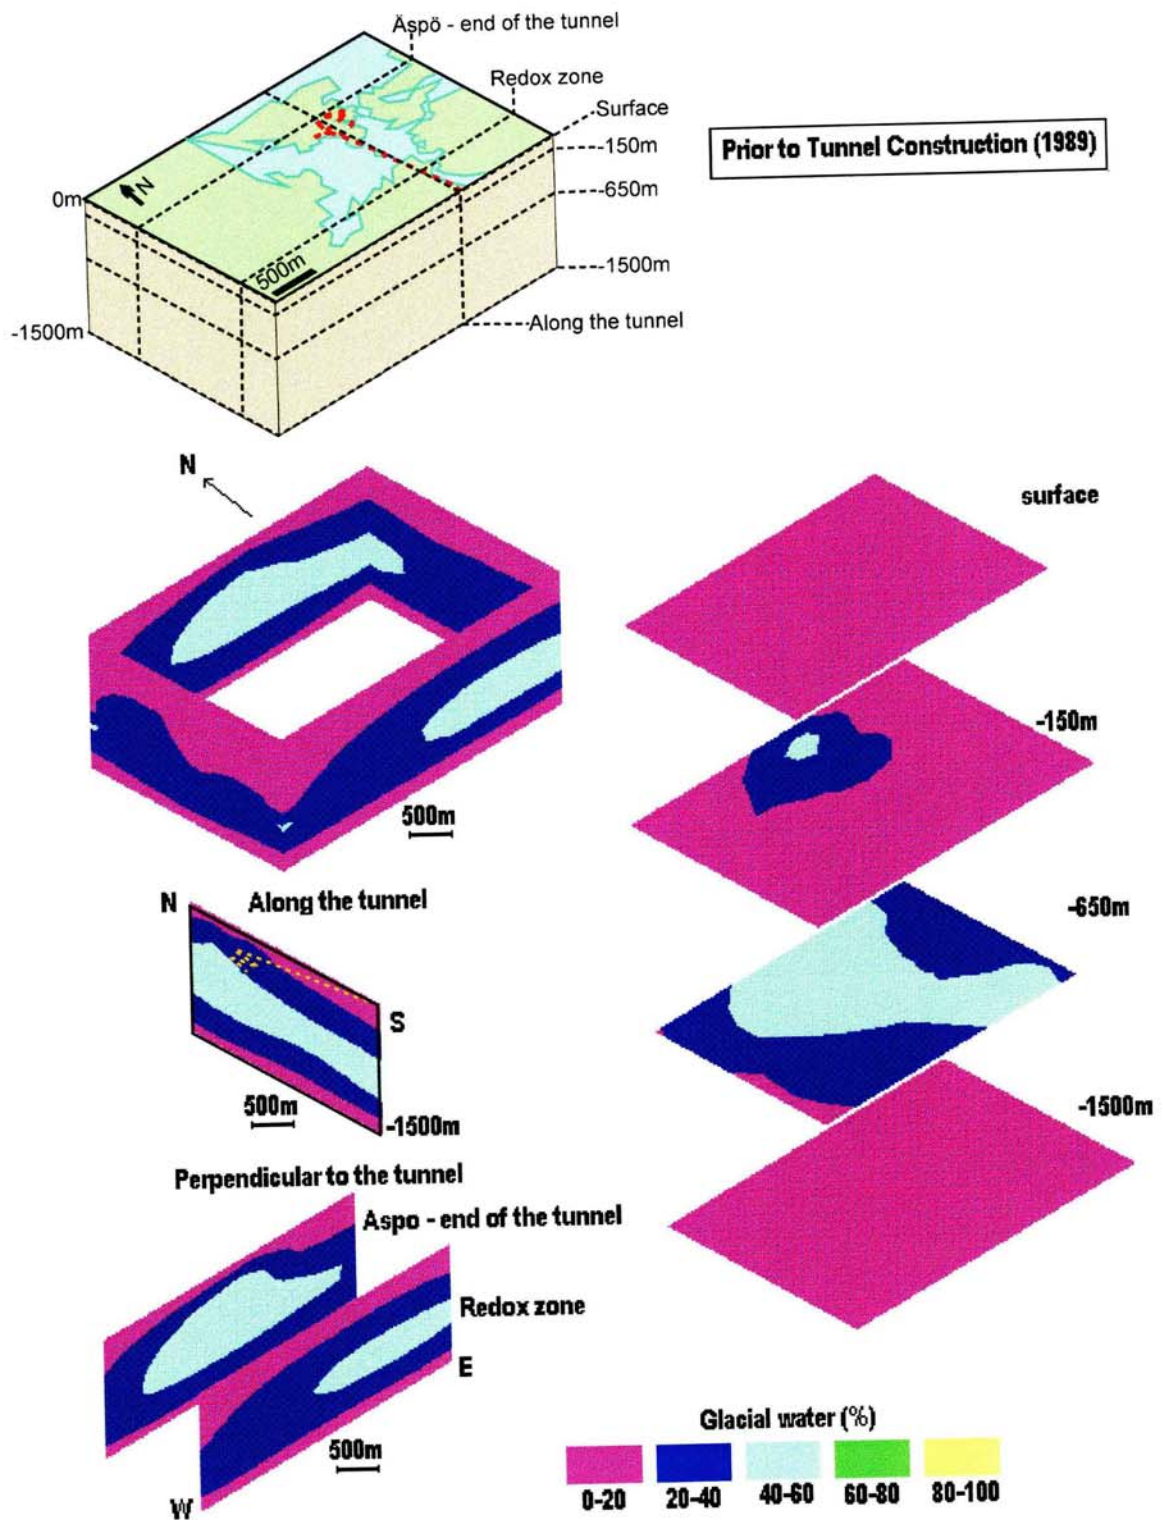 Äspö - end of the tunnel
Redox zone
Surface
-150m
-650m
-1500m
Along the tunnel
0m
-1500m
N
500m
Prior to Tunnel Construction (1989)
N
500m
surface
-150m
-650m
-1500m
Along the tunnel
N
S
-1500m
500m
Perpendicular to the tunnel
Aspo - end of the tunnel
Redox zone
E
W
500m
Glacial water (%)
0-20 20-40 40-60 60-80 80-100